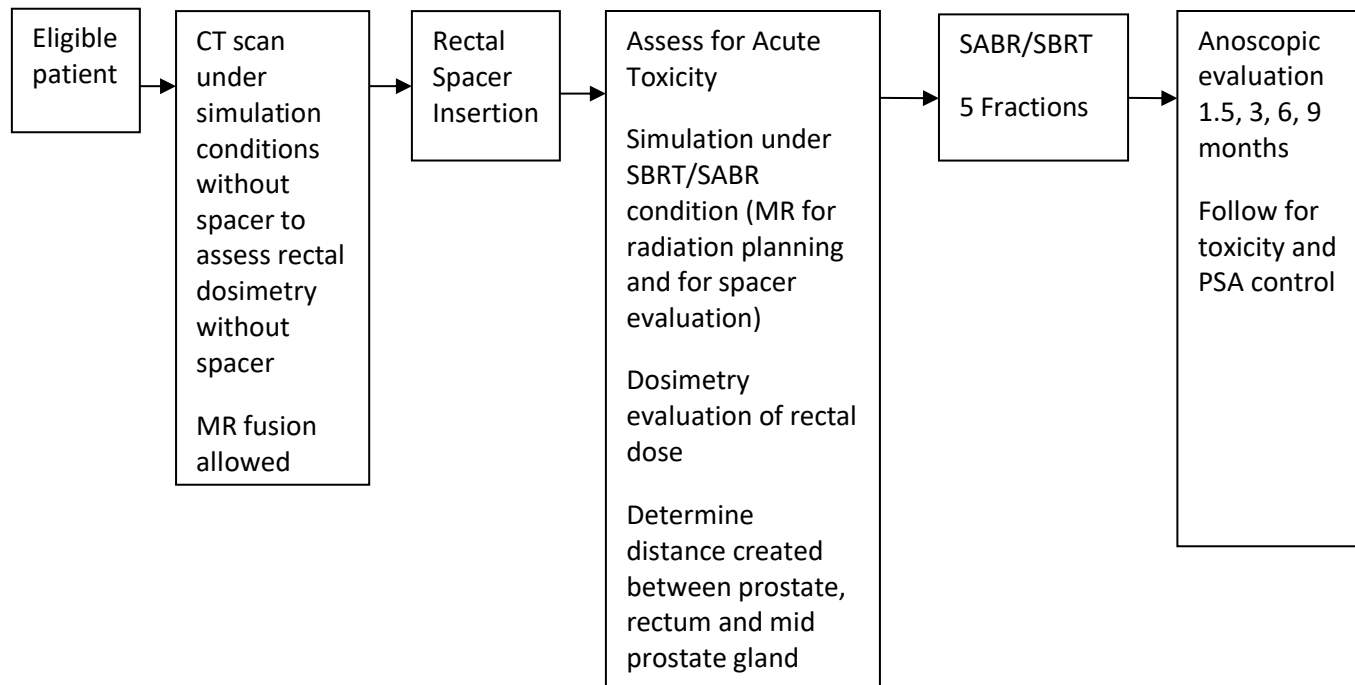 Eligible
patient
CT scan
under
simulation
conditions
without
spacer to
assess rectal
dosimetry
without
spacer
MR fusion
allowed
Rectal
Spacer
Insertion
Assess for Acute
Toxicity
Simulation under
SBRT/SABR
condition (MR for
radiation planning
and for spacer
evaluation)
Dosimetry
evaluation of rectal
dose
Determine
distance created
between prostate,
rectum and mid
prostate gland
SABR/SBRT
5 Fractions
Anoscopic
evaluation
1.5, 3, 6, 9
months
Follow for
toxicity and
PSA control